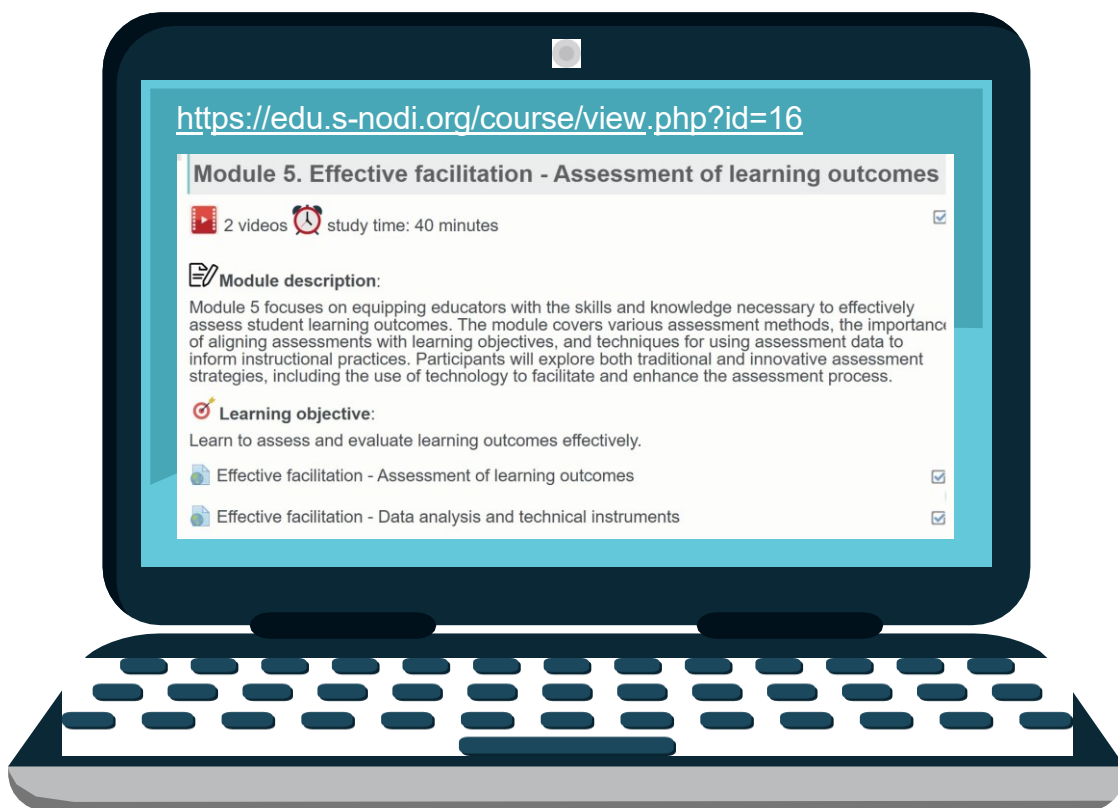 https://edu.s-nodi.org/course/view.php?id=16
Module 5. Effective facilitation - Assessment of learning outcomes
2 videos study time: 40 minutes
Module description:
Module 5 focuses on equipping educators with the skills and knowledge necessary to effectively
assess student learning outcomes. The module covers various assessment methods, the importance
of aligning assessments with learning objectives, and techniques for using assessment data to
inform instructional practices. Participants will explore both traditional and innovative assessment
strategies, including the use of technology to facilitate and enhance the assessment process.
Learning objective:
Learn to assess and evaluate learning outcomes effectively.
Effective facilitation - Assessment of learning outcomes
Effective facilitation - Data analysis and technical instruments